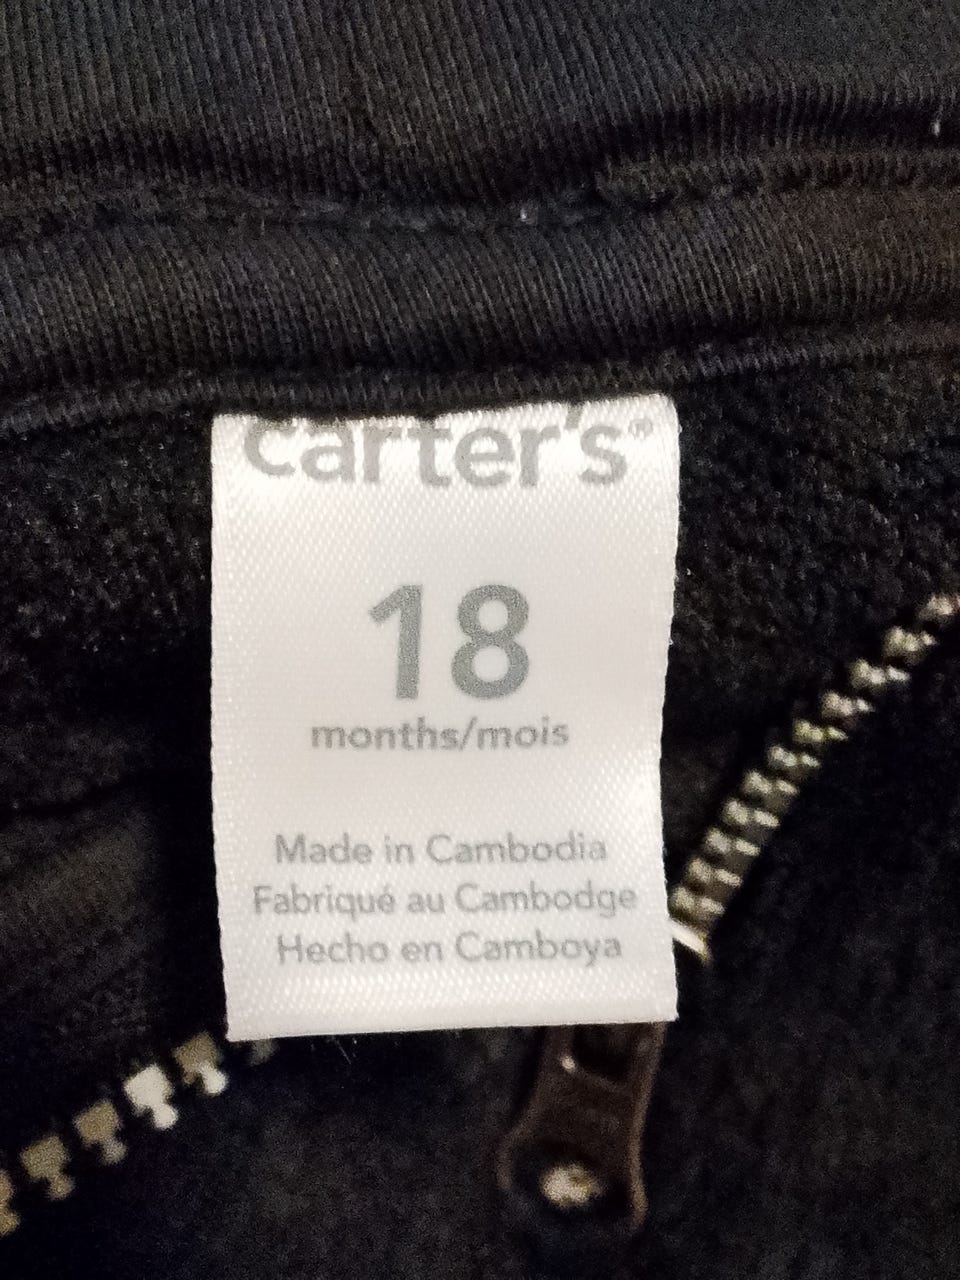 carter's®
18
months/mois
Made in Cambodia
Fabriqué au Cambodge
Hecho en Camboya